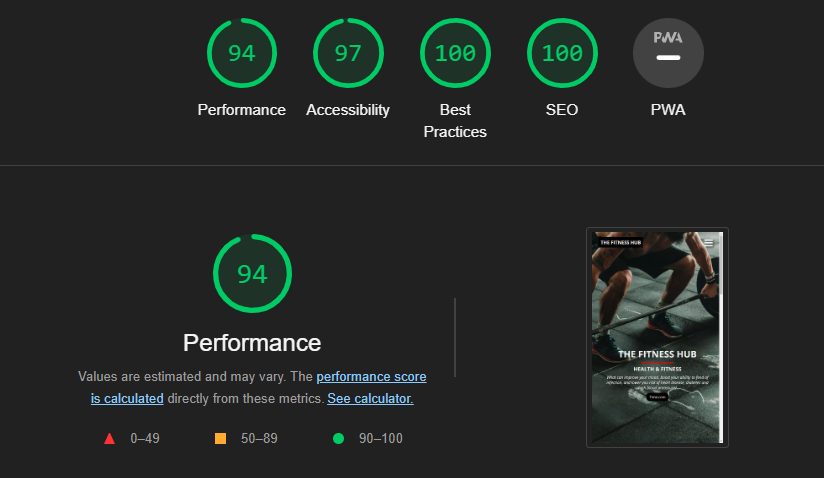 94
97
100
100
PWA
Performance
Accessibility
Best
Practices
SEO
PWA
94
Performance
Values are estimated and may vary. The performance score
is calculated directly from these metrics. See calculator.
0–49
50–89
90–100
THE FITNESS HUB
THE FITNESS HUB
HEALTH & FITNESS